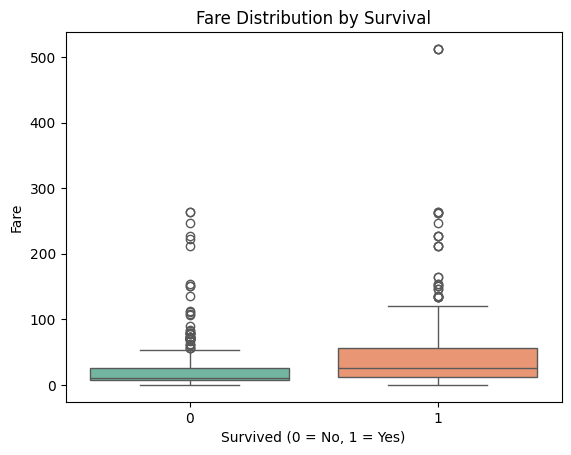 Fare Distribution by Survival
500
400
300
200
100
0
Fare
0 1
Survived (0 = No, 1 = Yes)